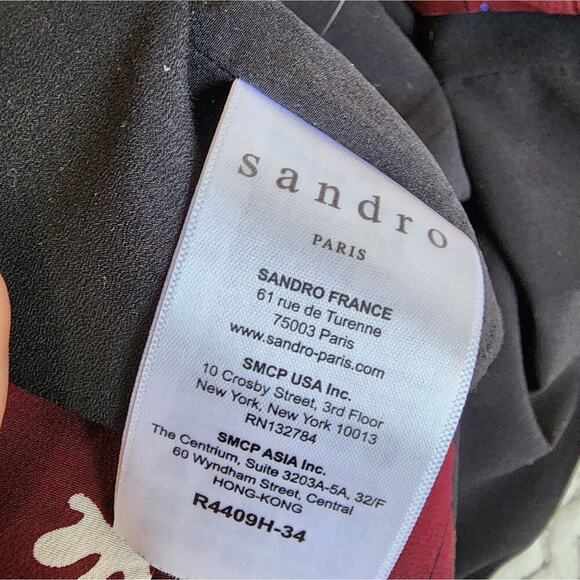 sandro
PARIS
SANDRO FRANCE
61 rue de Turenne
75003 Paris
www.sandro-paris.com
SMCP USA Inc.
10 Crosby Street, 3rd Floor
New York, New York 10013
RN132784
SMCP ASIA Inc.
The Centrium, Suite 3203A-5A, 32/F
60 Wyndham Street, Central
HONG-KONG
R4409H-34